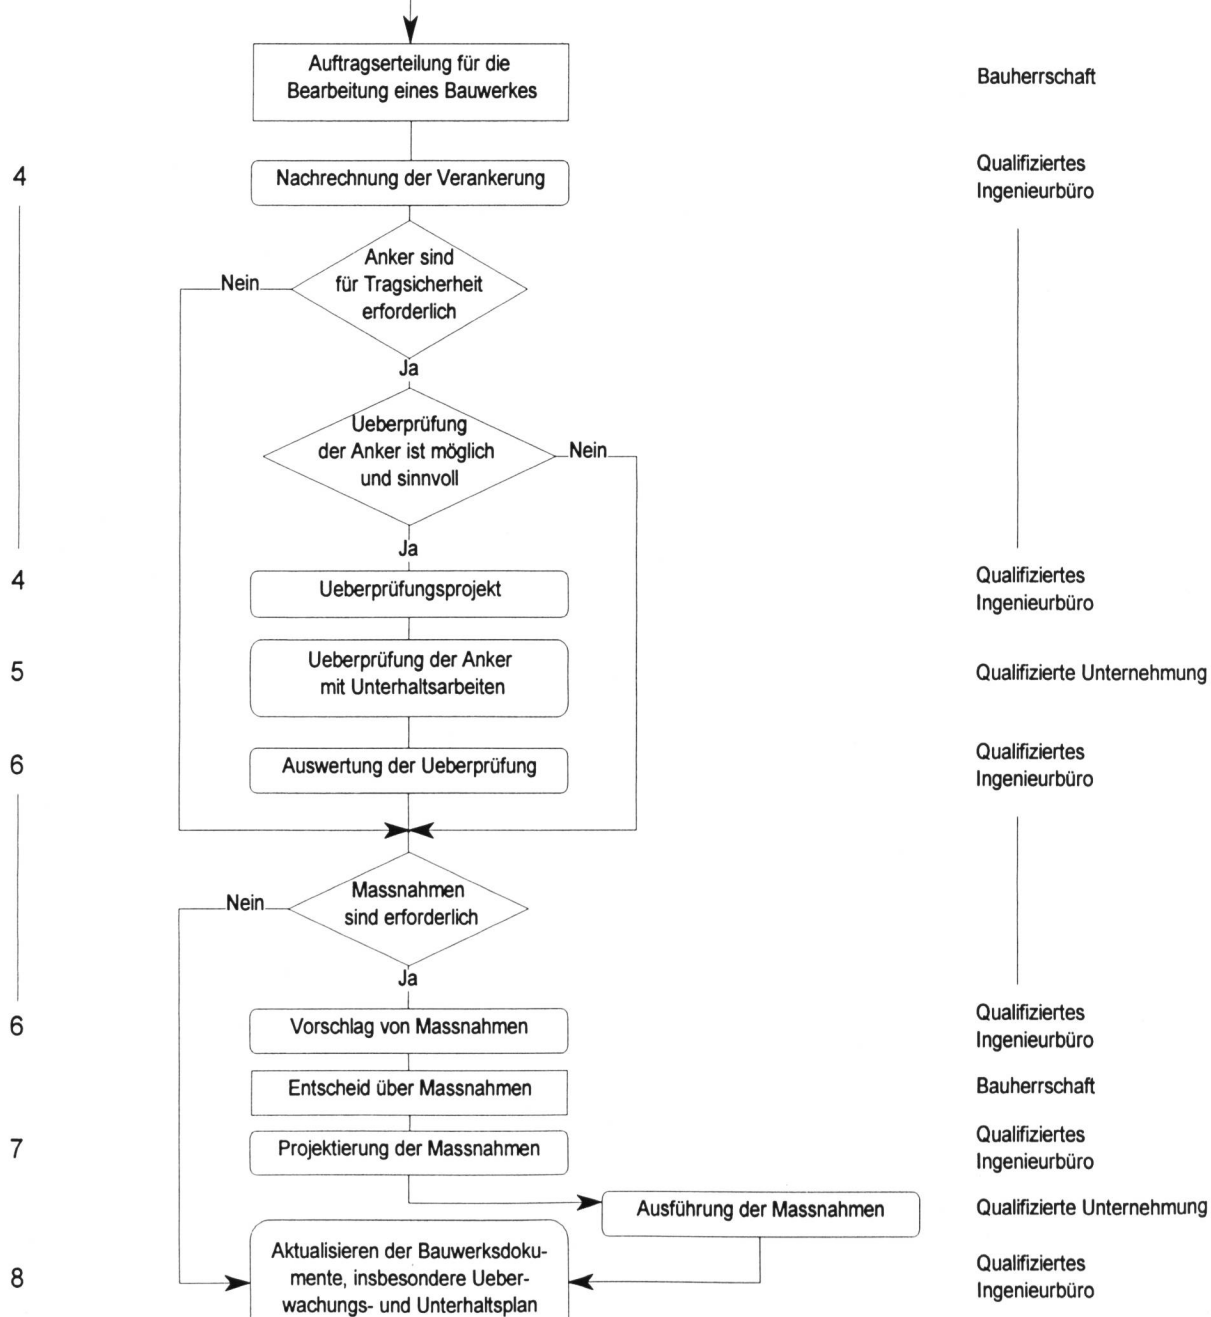 Auftragserteilung für die
Bearbeitung eines Bauwerkes
Bauherrschaft
4
Nachrechnung der Verankerung
Qualifiziertes
Ingenieurbüro
Anker sind
für Tragsicherheit
erforderlich
Nein
Ja
Ueberprüfung
der Anker ist möglich
und sinnvoll
Nein
Ja
4
Ueberprüfungsprojekt
Qualifiziertes
Ingenieurbüro
5
Ueberprüfung der Anker
mit Unterhaltsarbeiten
Qualifizierte Unternehmung
6
Auswertung der Ueberprüfung
Qualifiziertes
Ingenieurbüro
Massnahmen
sind erforderlich
Nein
Ja
6
Vorschlag von Massnahmen
Qualifiziertes
Ingenieurbüro
Entscheid über Massnahmen
Bauherrschaft
7
Projektierung der Massnahmen
Qualifiziertes
Ingenieurbüro
Ausführung der Massnahmen
Qualifizierte Unternehmung
8
Aktualisieren der Bauwerksdoku-
mente, insbesondere Ueber-
wachungs- und Unterhaltsplan
Qualifiziertes
Ingenieurbüro